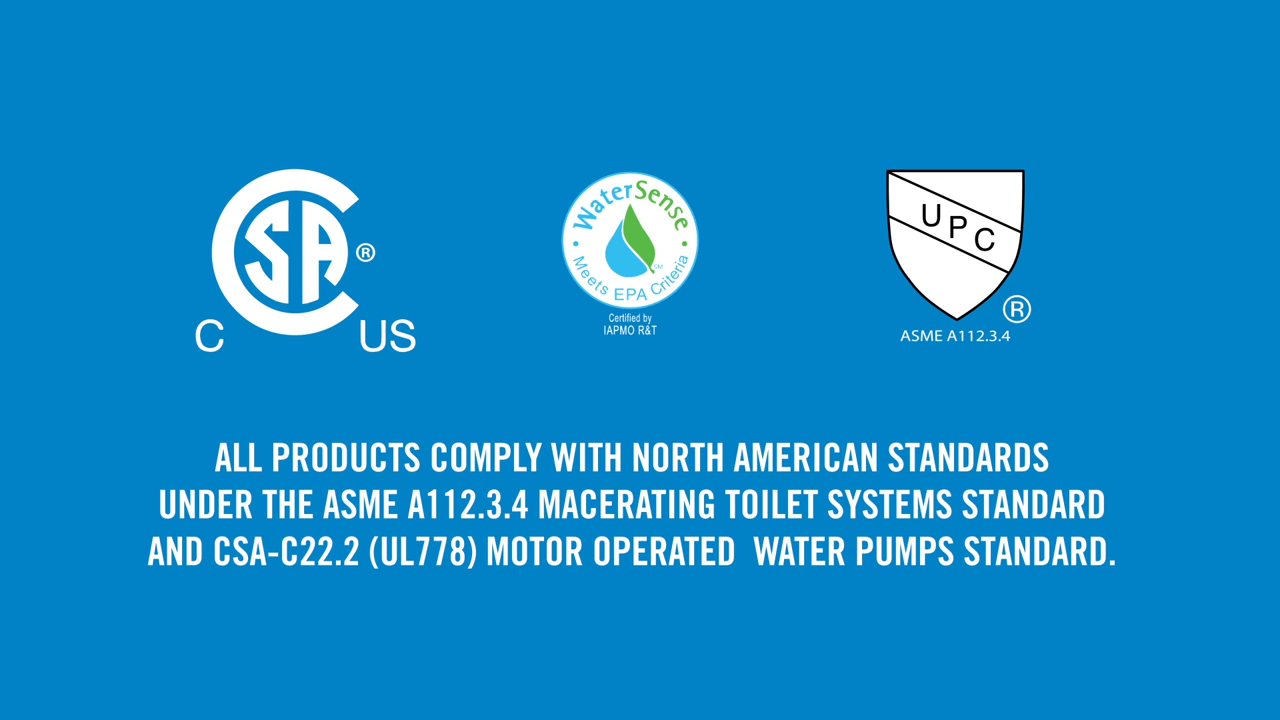 CSA®
C US
WaterSense
SM
• Meets EPA Criteria •
Certified by
IAPMO R&T
UPC
®
ASME A112.3.4
ALL PRODUCTS COMPLY WITH NORTH AMERICAN STANDARDS
UNDER THE ASME A112.3.4 MACERATING TOILET SYSTEMS STANDARD
AND CSA-C22.2 (UL778) MOTOR OPERATED  WATER PUMPS STANDARD.